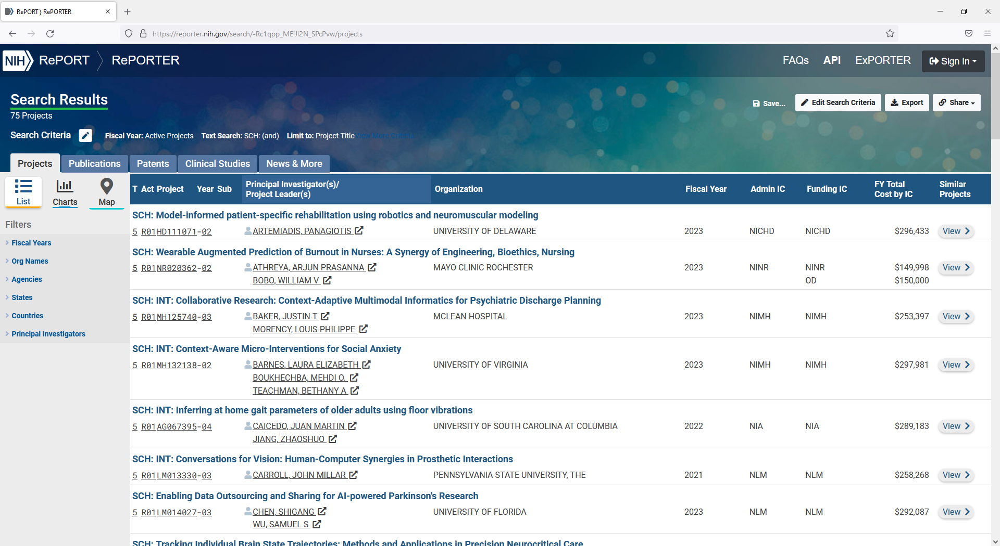 RePORT ⟩ RePORTER
https://reporter.nih.gov/search/-Rc1qpp_MEiJI2N_SPcPvw/projects
NIH RePORT RePORTER FAQs API ExPORTER Sign In
Search Results
75 Projects
Save... Edit Search Criteria Export Share
Search Criteria Fiscal Year: Active Projects Text Search: SCH: (and) Limit to: Project Title View More Criteria
Projects Publications Patents Clinical Studies News & More
List Charts Map
Filters
Fiscal Years
Org Names
Agencies
States
Countries
Principal Investigators
T Act Project Year Sub Principal Investigator(s)/ Project Leader(s) Organization Fiscal Year Admin IC Funding IC FY Total Cost by IC Similar Projects
SCH: Model-informed patient-specific rehabilitation using robotics and neuromuscular modeling
5 R01HD111071-02 ARTEMIADIS, PANAGIOTIS UNIVERSITY OF DELAWARE 2023 NICHD NICHD $296,433 View
SCH: Wearable Augmented Prediction of Burnout in Nurses: A Synergy of Engineering, Bioethics, Nursing
5 R01NR020362-02 ATHREYA, ARJUN PRASANNA MAYO CLINIC ROCHESTER 2023 NINR NINR $149,998 View
BOBO, WILLIAM V OD $150,000
SCH: INT: Collaborative Research: Context-Adaptive Multimodal Informatics for Psychiatric Discharge Planning
5 R01MH125740-03 BAKER, JUSTIN T MCLEAN HOSPITAL 2023 NIMH NIMH $253,397 View
MORENCY, LOUIS-PHILIPPE
SCH: INT: Context-Aware Micro-Interventions for Social Anxiety
5 R01MH132138-02 BARNES, LAURA ELIZABETH UNIVERSITY OF VIRGINIA 2023 NIMH NIMH $297,981 View
BOUKHECHBA, MEHDI O.
TEACHMAN, BETHANY A
SCH: INT: Inferring at home gait parameters of older adults using floor vibrations
5 R01AG067395-04 CAICEDO, JUAN MARTIN UNIVERSITY OF SOUTH CAROLINA AT COLUMBIA 2022 NIA NIA $289,183 View
JIANG, ZHAOSHUO
SCH: INT: Conversations for Vision: Human-Computer Synergies in Prosthetic Interactions
5 R01LM013330-03 CARROLL, JOHN MILLAR PENNSYLVANIA STATE UNIVERSITY, THE 2021 NLM NLM $258,268 View
SCH: Enabling Data Outsourcing and Sharing for AI-powered Parkinson's Research
5 R01LM014027-03 CHEN, SHIGANG UNIVERSITY OF FLORIDA 2023 NLM NLM $292,087 View
WU, SAMUEL S
SCH: Tracking Individual Brain State Trajectories: Methods and Applications in Precision Neurocritical Care